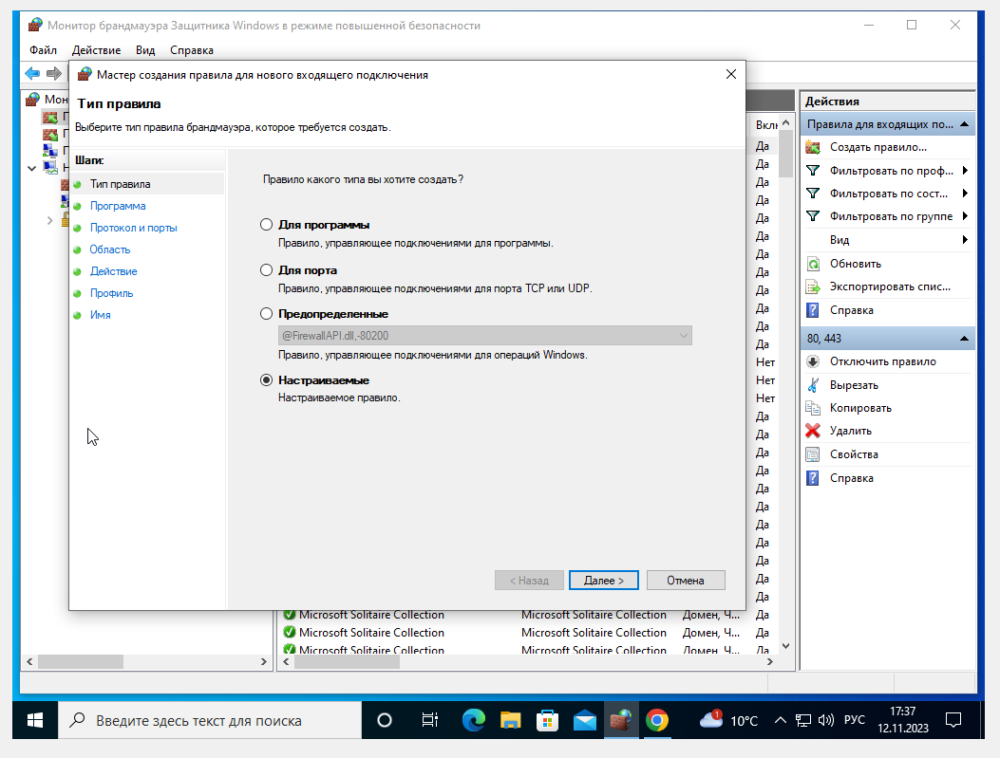 Монитор брандмауэра Защитника Windows в режиме повышенной безопасности
Файл Действие Вид Справка
Мастер создания правила для нового входящего подключения
Тип правила
Выберите тип правила брандмауэра, которое требуется создать.
Шаги:
Тип правила
Программа
Протокол и порты
Область
Действие
Профиль
Имя
Правило какого типа вы хотите создать?
Для программы
Правило, управляющее подключениями для программы.
Для порта
Правило, управляющее подключениями для порта TCP или UDP.
Предопределенные
@FirewallAPI.dll,-80200
Правило, управляющее подключениями для операций Windows.
Настраиваемые
Настраиваемое правило.
< Назад Далее > Отмена
Да
Да
Да
Да
Да
Да
Да
Да
Да
Да
Да
Да
Нет
Нет
Нет
Да
Да
Да
Да
Да
Да
Да
Да
Да
Да
Да
Microsoft Solitaire Collection Microsoft Solitaire Collection Домен, Ч... Да
Microsoft Solitaire Collection Microsoft Solitaire Collection Домен, Ч... Да
Microsoft Solitaire Collection Microsoft Solitaire Collection Домен, Ч... Да
Действия
Правила для входящих по...
Создать правило...
Фильтровать по проф...
Фильтровать по сост...
Фильтровать по группе
Вид
Обновить
Экспортировать спис...
Справка
80, 443
Отключить правило
Вырезать
Копировать
Удалить
Свойства
Справка
Введите здесь текст для поиска
1
10°C
РУС
17:37
12.11.2023